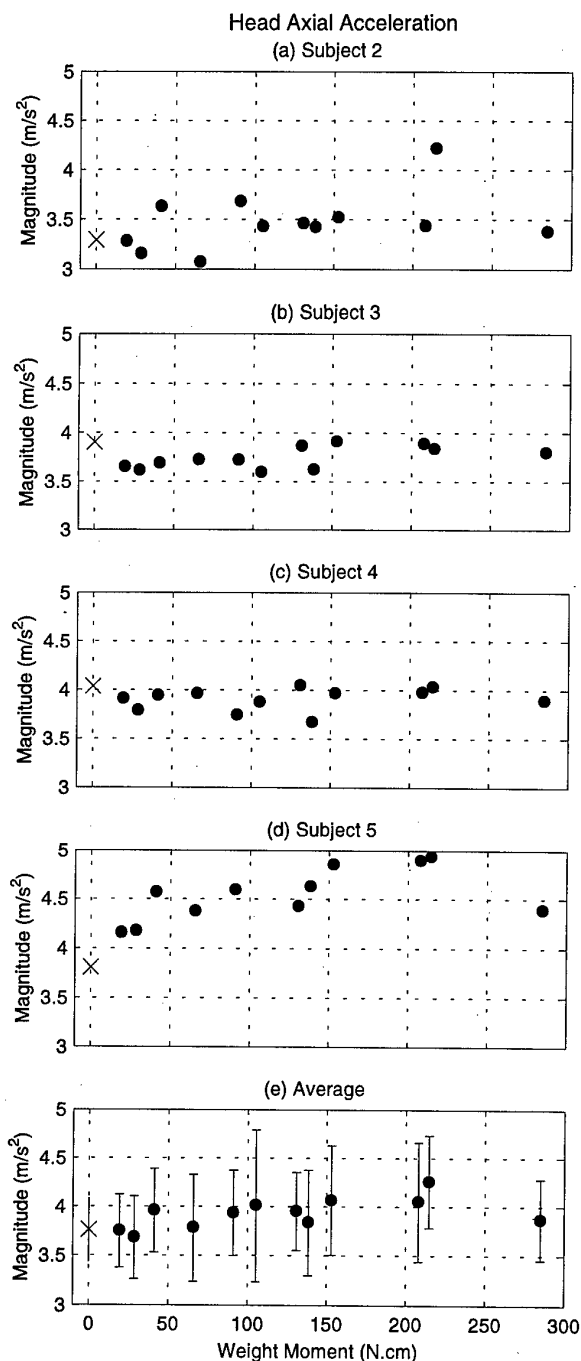 Head Axial Acceleration
(a) Subject 2
5
4.5
4
3.5
3
Magnitude (m/s²)
(b) Subject 3
5
4.5
4
3.5
3
Magnitude (m/s²)
(c) Subject 4
5
4.5
4
3.5
3
Magnitude (m/s²)
(d) Subject 5
5
4.5
4
3.5
3
Magnitude (m/s²)
(e) Average
5
4.5
4
3.5
3
Magnitude (m/s²)
0 50 100 150 200 250 300
Weight Moment (N.cm)